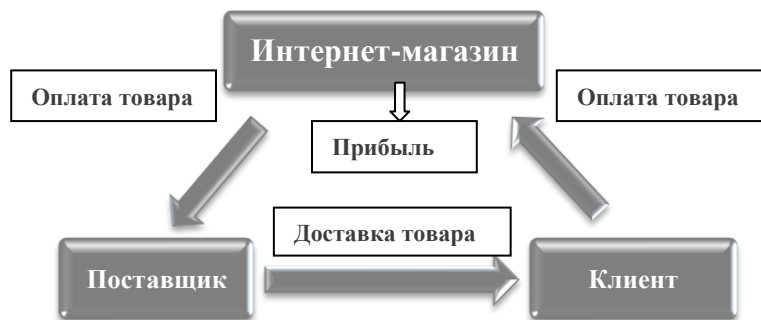 Интернет-магазин
Оплата товара
Оплата товара
Прибыль
Доставка товара
Поставщик
Клиент